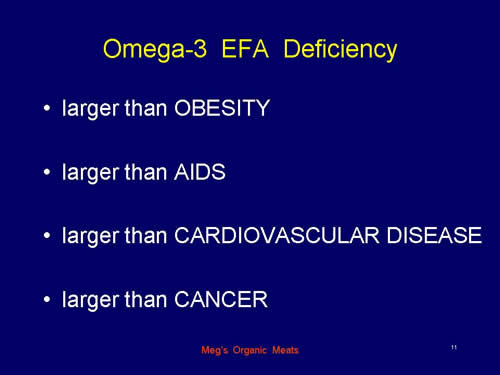 Omega-3 EFA Deficiency
• larger than OBESITY
• larger than AIDS
• larger than CARDIOVASCULAR DISEASE
• larger than CANCER
Meg's Organic Meats
11